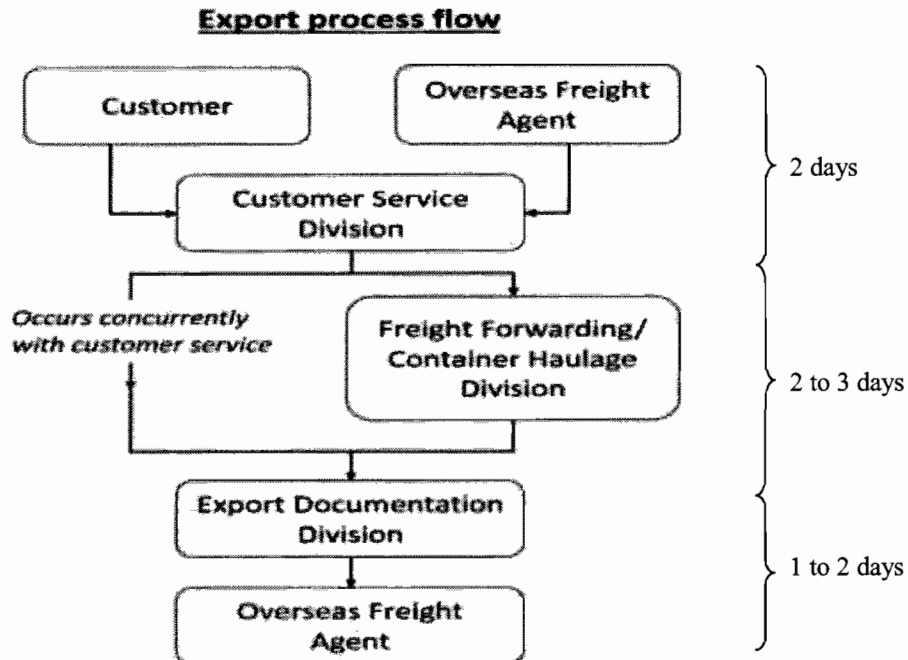 Export process flow
Customer
Overseas Freight
Agent
2 days
Customer Service
Division
Occurs concurrently
with customer service
Freight Forwarding/
Container Haulage
Division
2 to 3 days
Export Documentation
Division
1 to 2 days
Overseas Freight
Agent